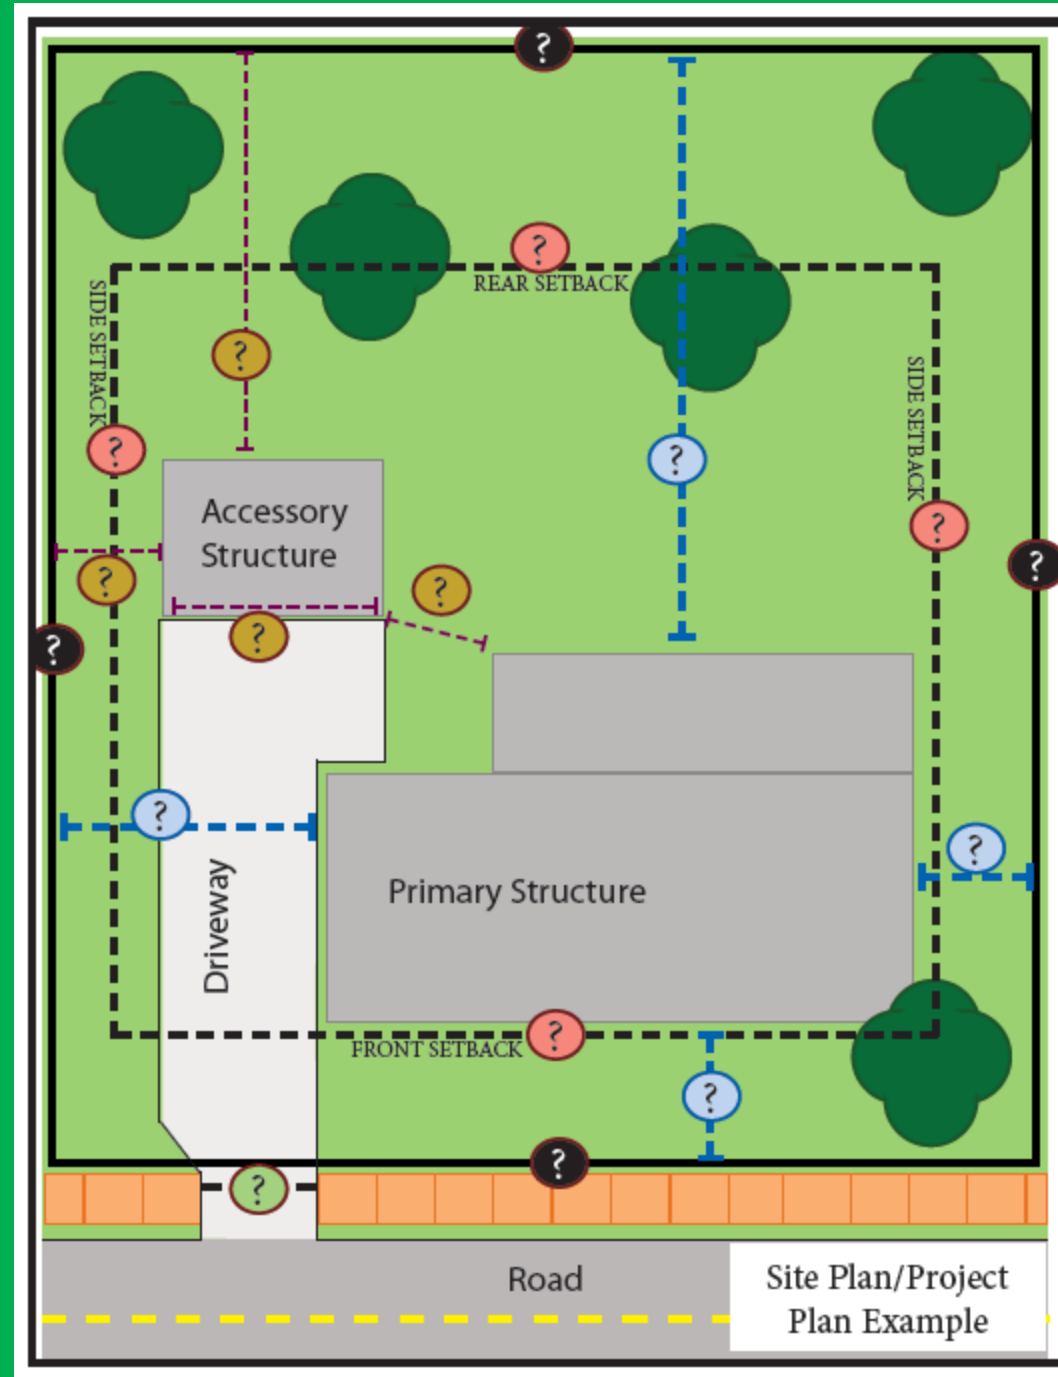 ?
?
REAR SETBACK
SIDE SETBACK
?
SIDE SETBACK
?
?
Accessory
Structure
?
?
?
?
?
?
?
?
?
Primary Structure
Driveway
?
FRONT SETBACK
?
?
?
Road
Site Plan/Project
Plan Example